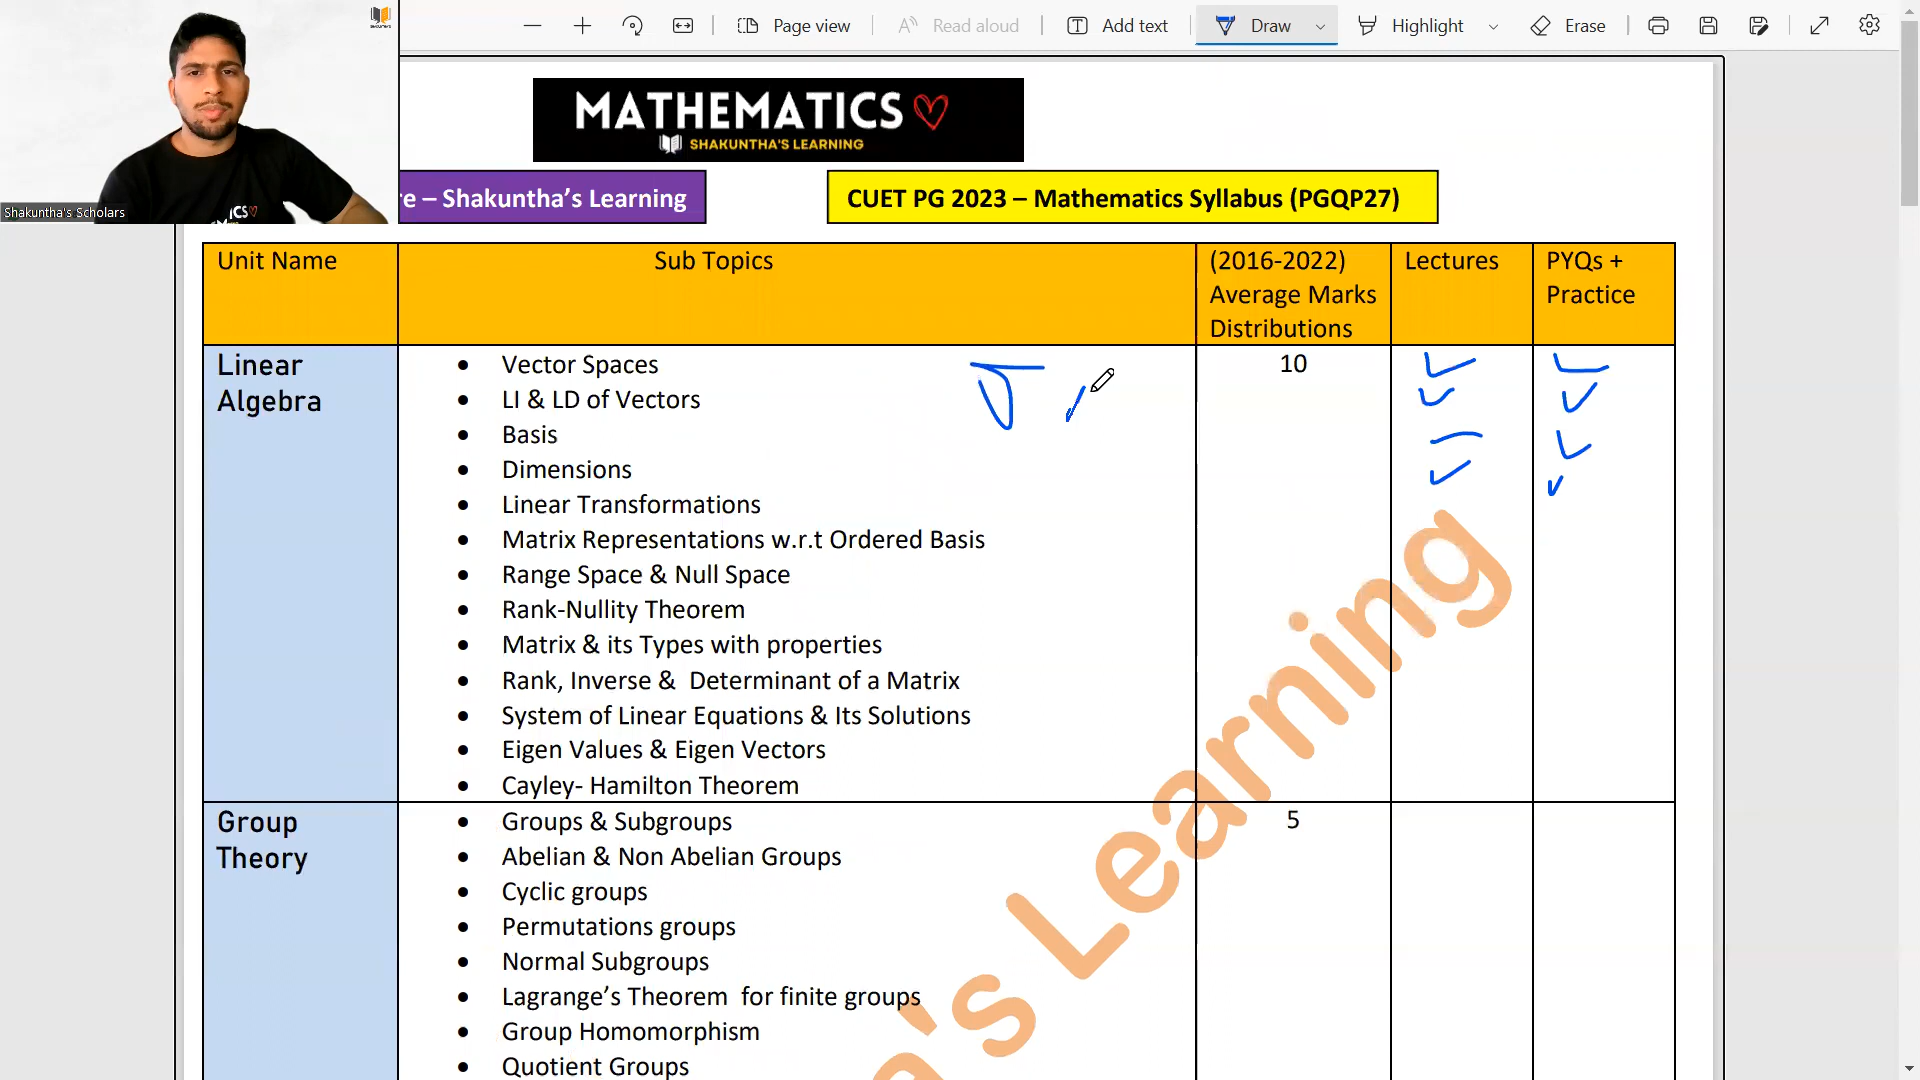 Page view
Read aloud
Add text
Draw
Highlight
Erase
MATHEMATICS
SHAKUNTHA'S LEARNING
Shakuntha's Scholars
re – Shakuntha’s Learning
CUET PG 2023 – Mathematics Syllabus (PGQP27)
Unit Name
Sub Topics
(2016-2022)
Average Marks
Distributions
Lectures
PYQs +
Practice
Linear
Algebra
• Vector Spaces
• LI & LD of Vectors
• Basis
• Dimensions
• Linear Transformations
• Matrix Representations w.r.t Ordered Basis
• Range Space & Null Space
• Rank-Nullity Theorem
• Matrix & its Types with properties
• Rank, Inverse & Determinant of a Matrix
• System of Linear Equations & Its Solutions
• Eigen Values & Eigen Vectors
• Cayley- Hamilton Theorem
10
Group
Theory
• Groups & Subgroups
• Abelian & Non Abelian Groups
• Cyclic groups
• Permutations groups
• Normal Subgroups
• Lagrange’s Theorem for finite groups
• Group Homomorphism
• Quotient Groups
5
a's Learning